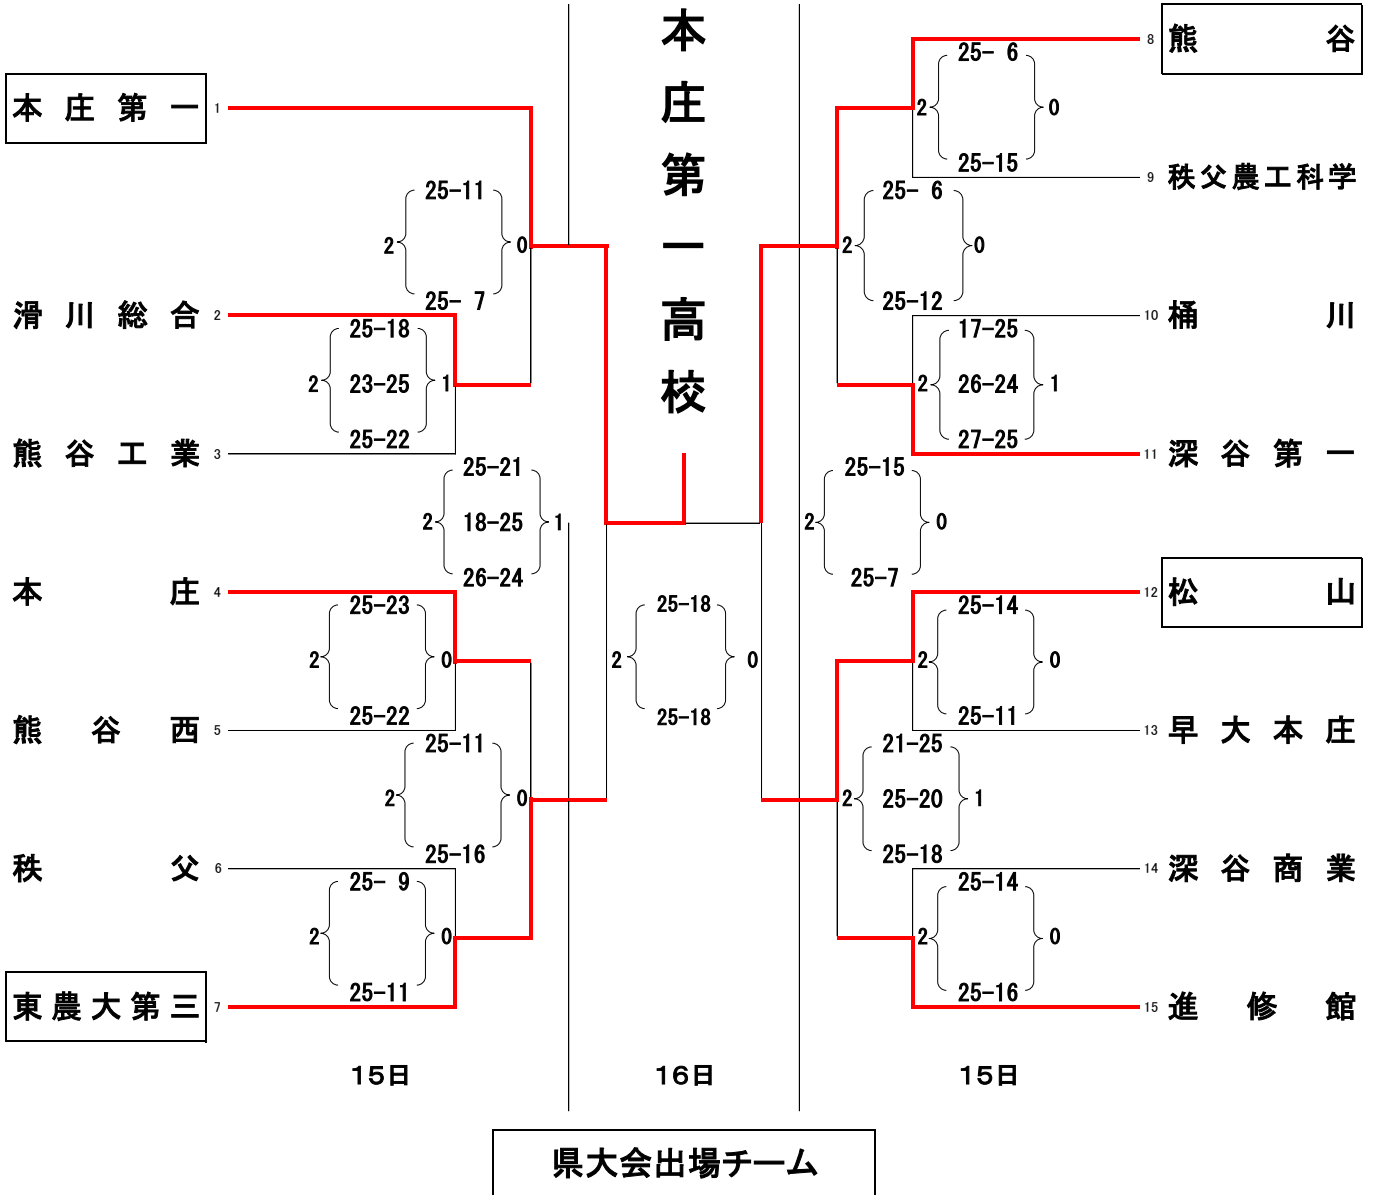 本庄第一高校
本庄第一 1
滑川総合 2
熊谷工業 3
本庄 4
熊谷西 5
秩父 6
東農大第三 7
25-11
2 0
25- 7
25-18
2 23-25 1
25-22
25-21
2 18-25 1
26-24
25-23
2 0
25-22
25-11
2 0
25-16
25- 9
2 0
25-11
25-18
2 0
25-18
8 熊谷
9 秩父農工科学
10 桶川
11 深谷第一
12 松山
13 早大本庄
14 深谷商業
15 進修館
25- 6
2 0
25-15
25- 6
2 0
25-12
17-25
2 26-24 1
27-25
25-15
2 0
25-7
25-14
2 0
25-11
21-25
2 25-20 1
25-18
25-14
2 0
25-16
15日
16日
15日
県大会出場チーム